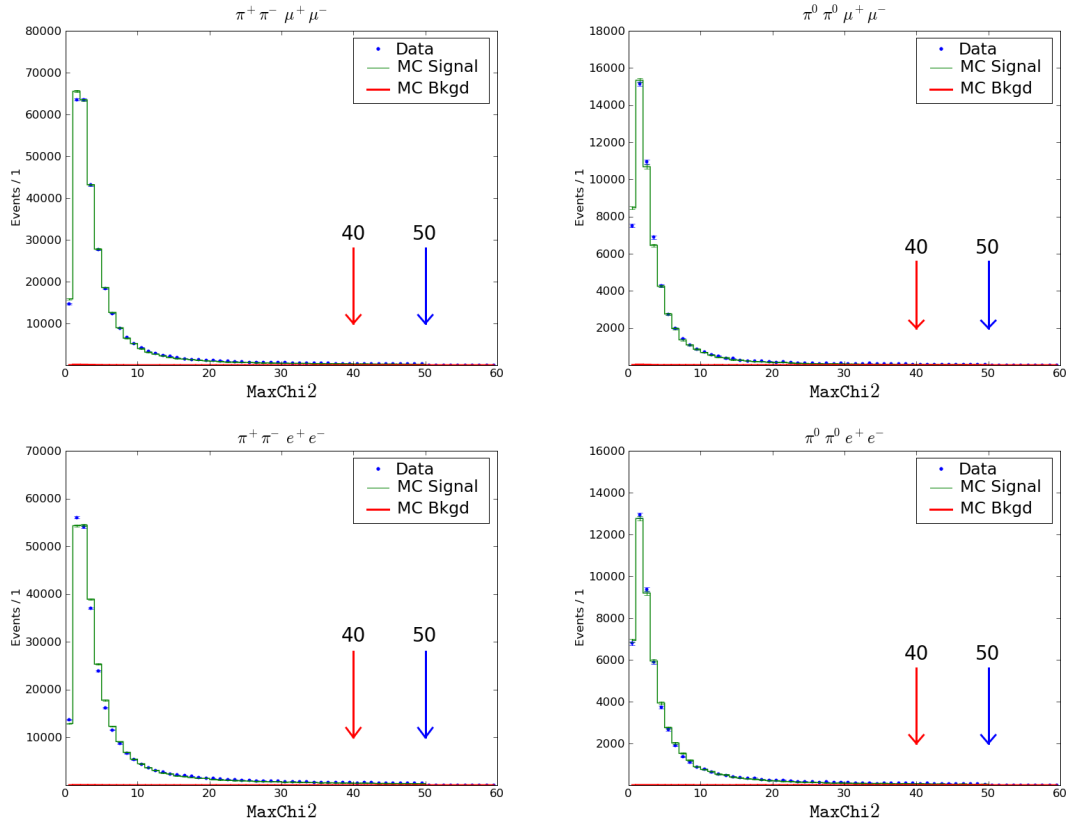 π⁺ π⁻ μ⁺ μ⁻
80000
70000
60000
50000
40000
30000
20000
10000
Events / 1
Data
MC Signal
MC Bkgd
40
50
0 10 20 30 40 50 60
MaxChi2
π⁰ π⁰ μ⁺ μ⁻
18000
16000
14000
12000
10000
8000
6000
4000
2000
Events / 1
Data
MC Signal
MC Bkgd
40
50
0 10 20 30 40 50 60
MaxChi2
π⁺ π⁻ e⁺ e⁻
70000
60000
50000
40000
30000
20000
10000
Events / 1
Data
MC Signal
MC Bkgd
40
50
0 10 20 30 40 50 60
MaxChi2
π⁰ π⁰ e⁺ e⁻
16000
14000
12000
10000
8000
6000
4000
2000
Events / 1
Data
MC Signal
MC Bkgd
40
50
0 10 20 30 40 50 60
MaxChi2